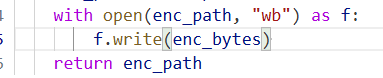 with open(enc_path, "wb") as f:
f.write(enc_bytes)
return enc_path